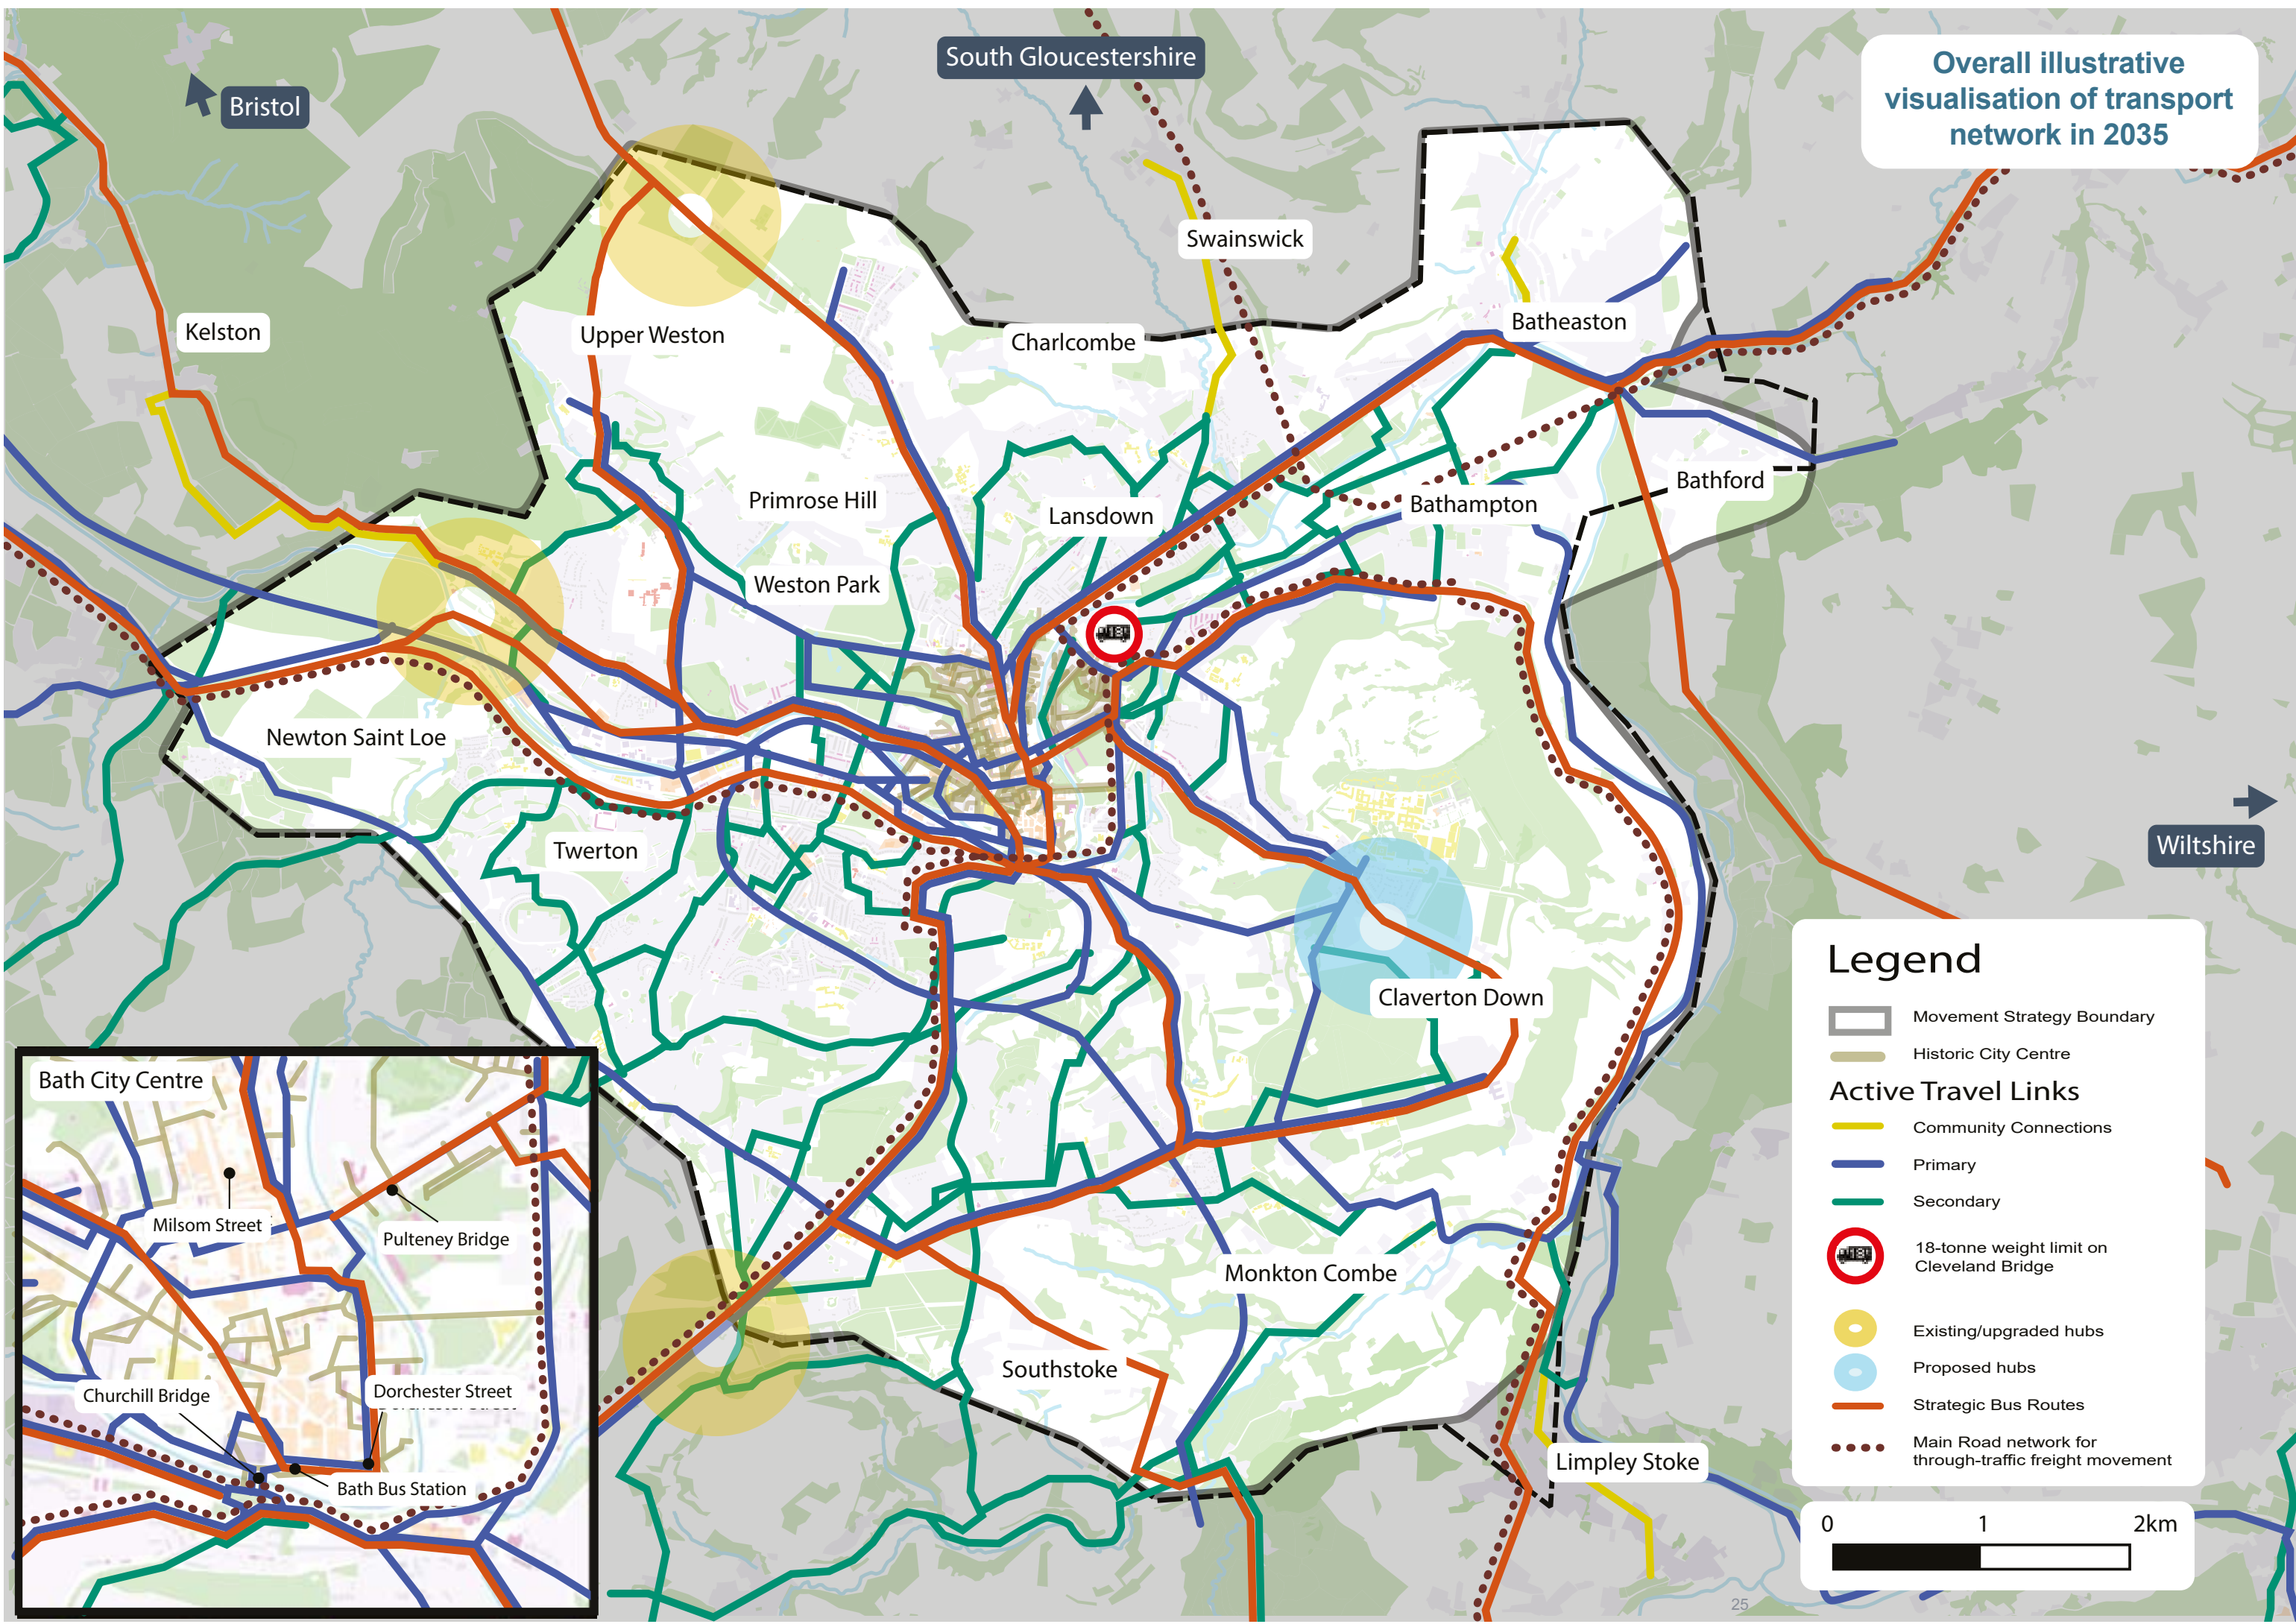 Overall illustrative
visualisation of transport
network in 2035
South Gloucestershire
Bristol
Swainswick
Kelston
Upper Weston
Charlcombe
Batheaston
Primrose Hill
Lansdown
Bathampton
Bathford
Weston Park
18
Newton Saint Loe
Twerton
Wiltshire
Claverton Down
Monkton Combe
Southstoke
Limpley Stoke
Bath City Centre
Milsom Street
Pulteney Bridge
Churchill Bridge
Dorchester Street
Bath Bus Station
Legend
Movement Strategy Boundary
Historic City Centre
Active Travel Links
Community Connections
Primary
Secondary
18
18-tonne weight limit on
Cleveland Bridge
Existing/upgraded hubs
Proposed hubs
Strategic Bus Routes
Main Road network for
through-traffic freight movement
0 1 2km
25